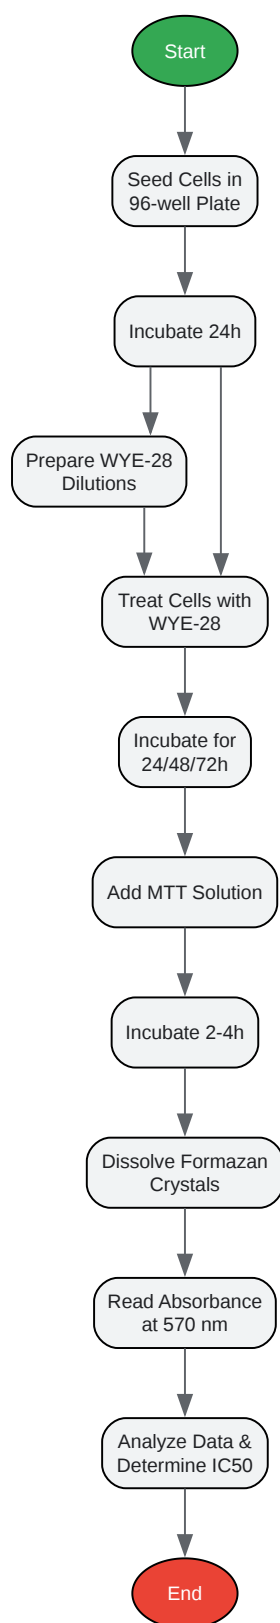 Start
Seed Cells in
96-well Plate
Incubate 24h
Prepare WYE-28
Dilutions
Treat Cells with
WYE-28
Incubate for
24/48/72h
Add MTT Solution
Incubate 2-4h
Dissolve Formazan
Crystals
Read Absorbance
at 570 nm
Analyze Data &
Determine IC50
End